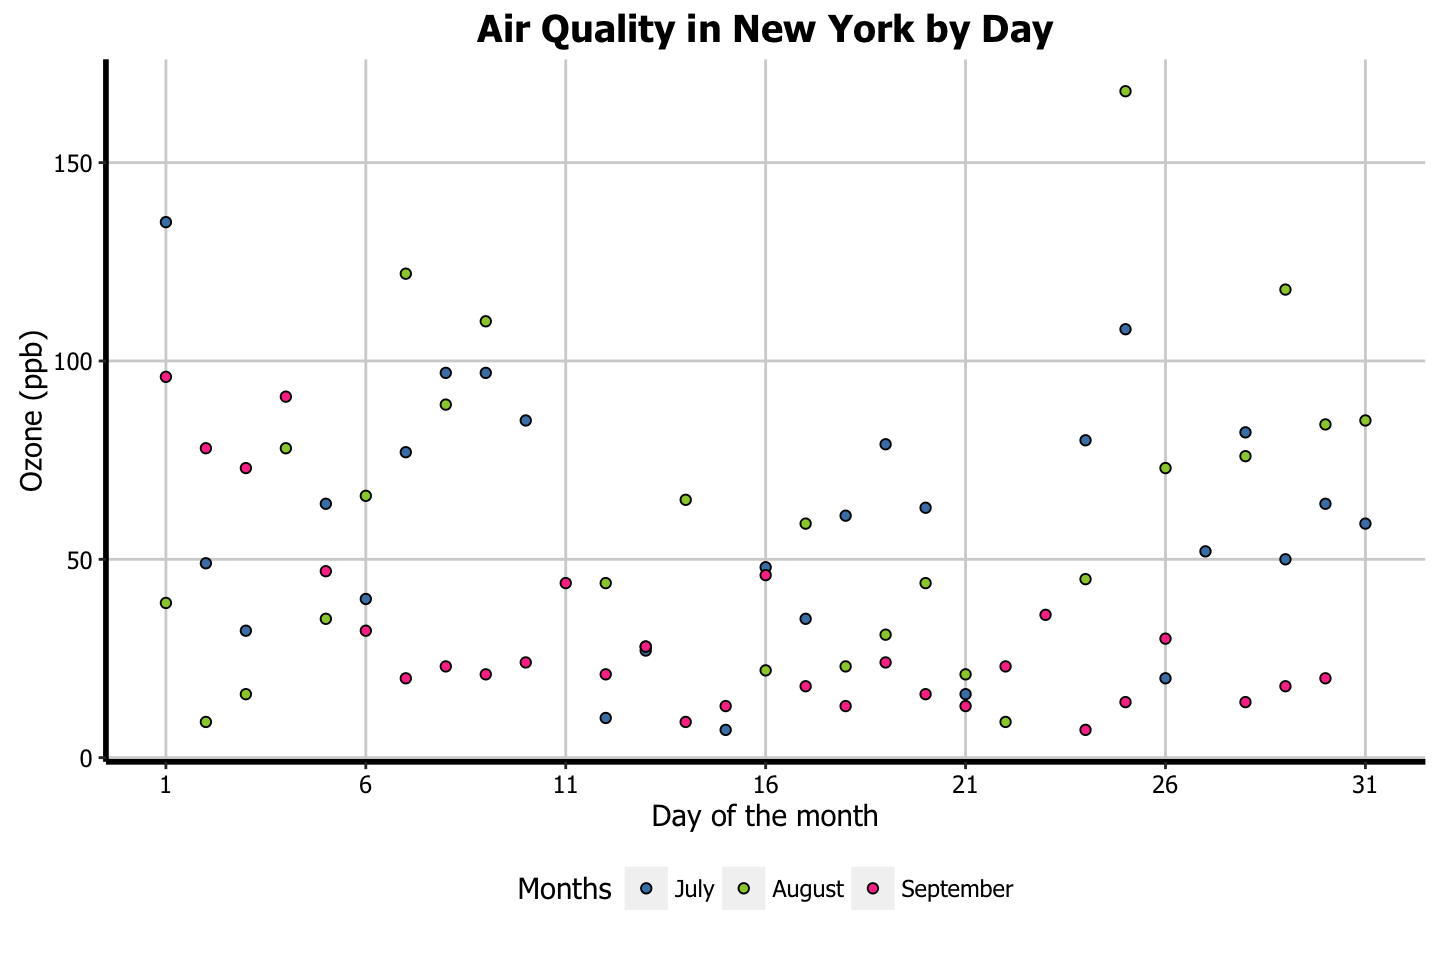 Air Quality in New York by Day
Ozone (ppb)
150
100
50
0
1 6 11 16 21 26 31
Day of the month
Months July August September